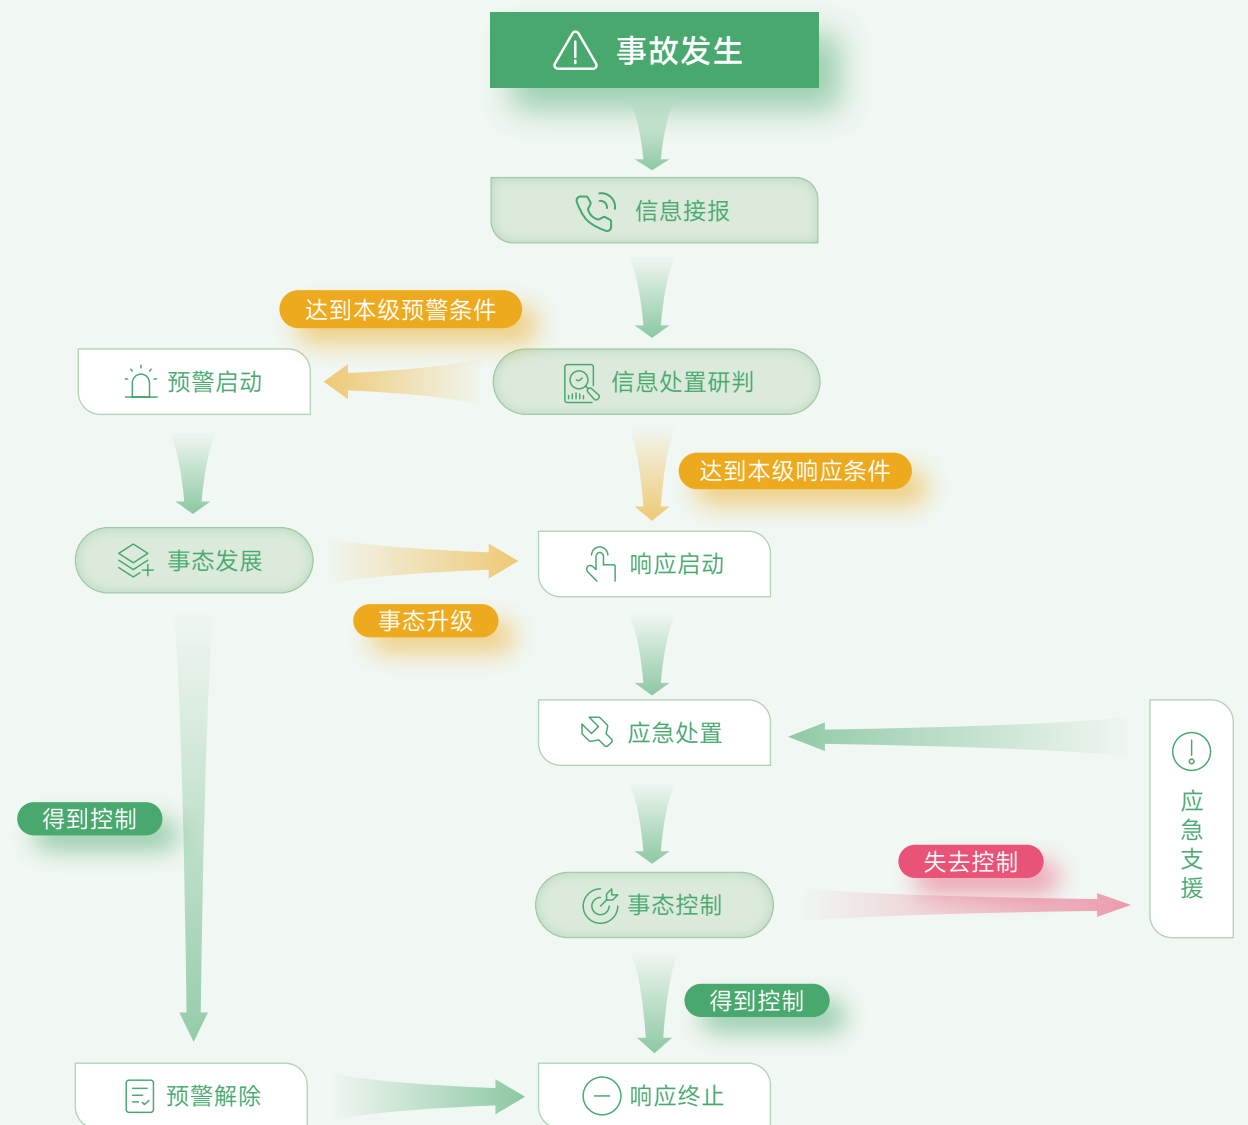 事故发生
信息接报
达到本级预警条件
预警启动
信息处置研判
达到本级响应条件
事态发展
响应启动
事态升级
应急处置
应急支援
得到控制
失去控制
事态控制
得到控制
预警解除
响应终止